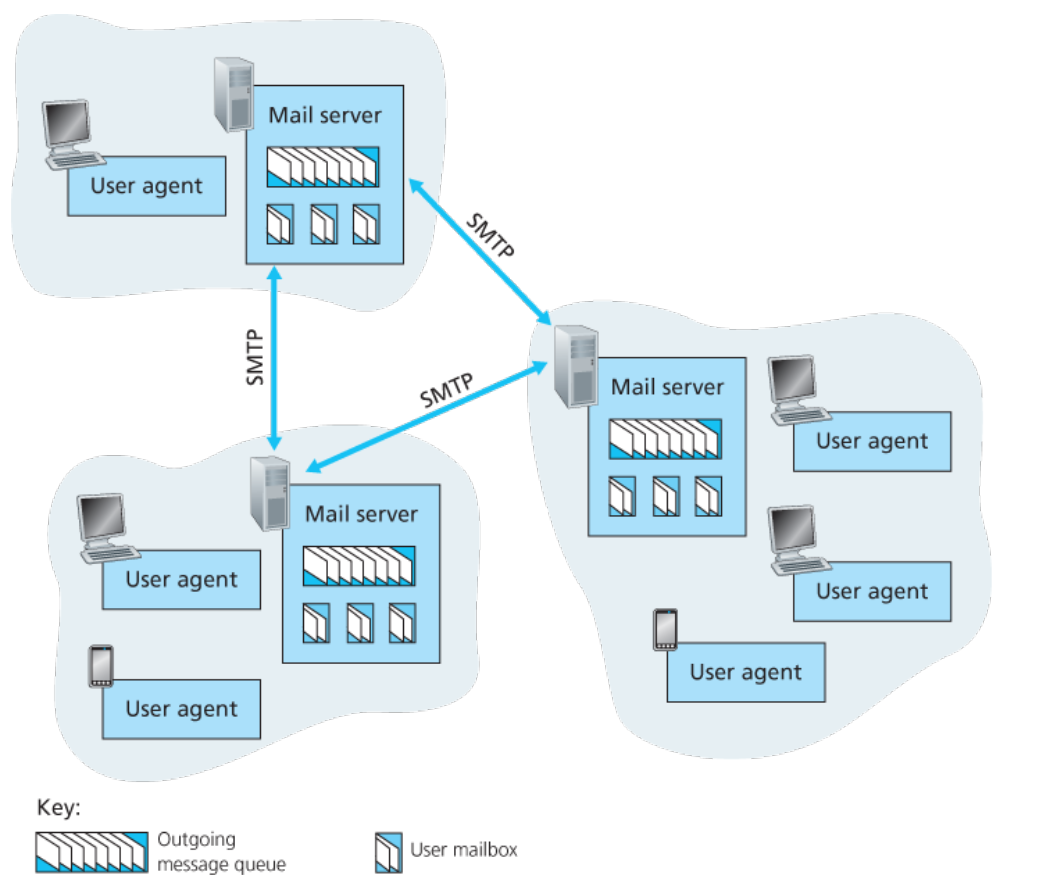 Mail server
User agent
SMTP
SMTP
SMTP
Mail server
User agent
User agent
User agent
Mail server
User agent
User agent
Key:
Outgoing
message queue
User mailbox